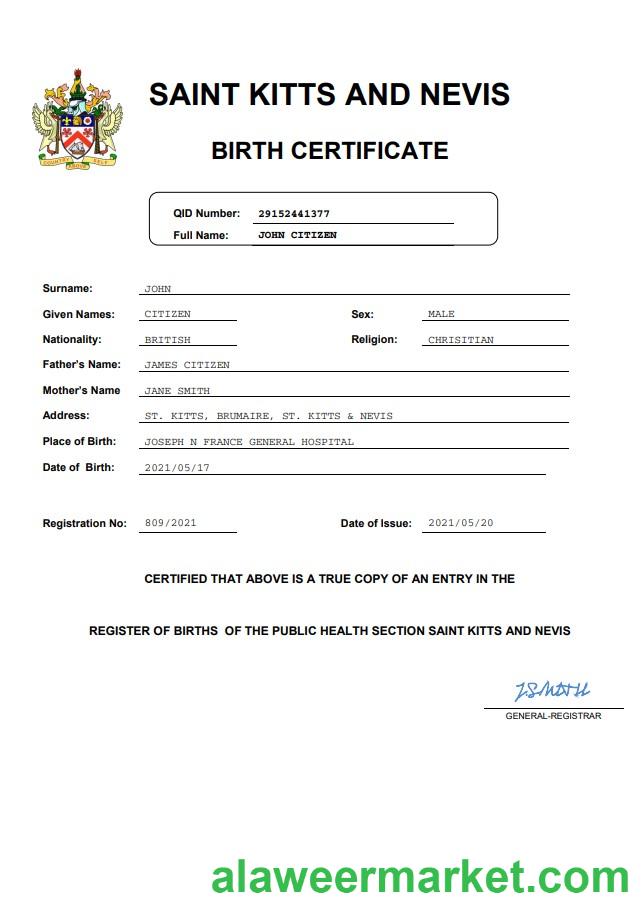 SAINT KITTS AND NEVIS
BIRTH CERTIFICATE
QID Number: 29152441377
Full Name: JOHN CITIZEN
Surname: JOHN
Given Names: CITIZEN Sex: MALE
Nationality: BRITISH Religion: CHRISITIAN
Father's Name: JAMES CITIZEN
Mother's Name JANE SMITH
Address: ST. KITTS, BRUMAIRE, ST. KITTS & NEVIS
Place of Birth: JOSEPH N FRANCE GENERAL HOSPITAL
Date of Birth: 2021/05/17
Registration No: 809/2021 Date of Issue: 2021/05/20
CERTIFIED THAT ABOVE IS A TRUE COPY OF AN ENTRY IN THE
REGISTER OF BIRTHS OF THE PUBLIC HEALTH SECTION SAINT KITTS AND NEVIS
J.SMITH
GENERAL-REGISTRAR
COUNTRY ABOVE SELF
alaweermarket.com